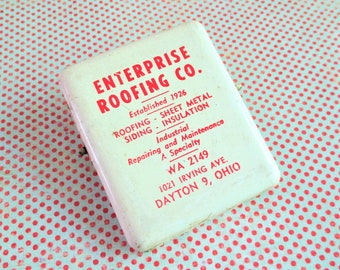 ENTERPRISE
ROOFING CO.
Established 1926
ROOFING - SHEET METAL
SIDING - INSULATION
Industrial
Repairing and Maintenance
A Specialty
WA 2149
1021 IRVING AVE.
DAYTON 9, OHIO